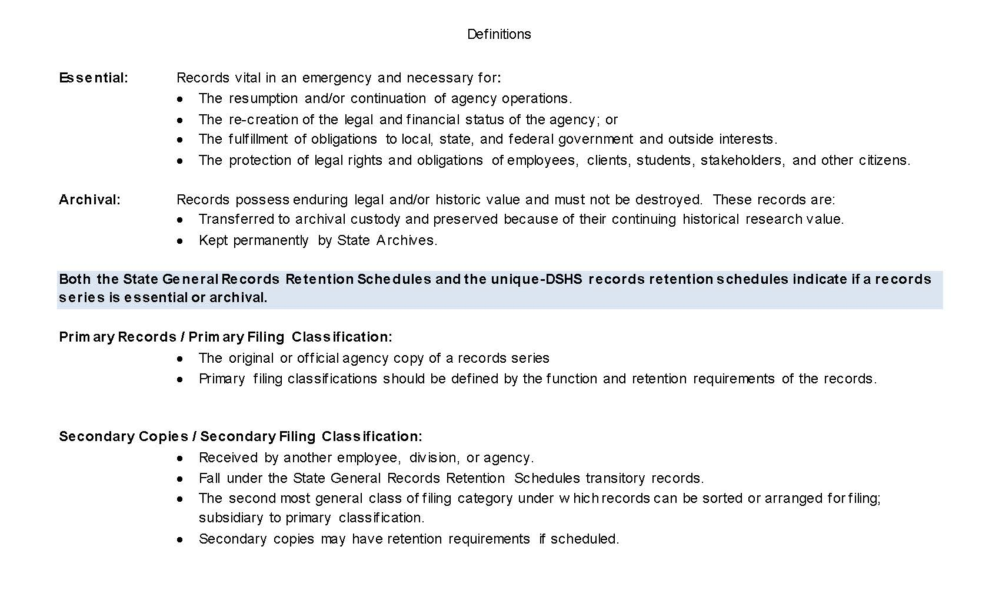 Definitions
Essential: Records vital in an emergency and necessary for:
• The resumption and/or continuation of agency operations.
• The re-creation of the legal and financial status of the agency; or
• The fulfillment of obligations to local, state, and federal government and outside interests.
• The protection of legal rights and obligations of employees, clients, students, stakeholders, and other citizens.
Archival: Records possess enduring legal and/or historic value and must not be destroyed. These records are:
• Transferred to archival custody and preserved because of their continuing historical research value.
• Kept permanently by State Archives.
Both the State General Records Retention Schedules and the unique-DSHS records retention schedules indicate if a records
series is essential or archival.
Primary Records / Primary Filing Classification:
• The original or official agency copy of a records series
• Primary filing classifications should be defined by the function and retention requirements of the records.
Secondary Copies / Secondary Filing Classification:
• Received by another employee, division, or agency.
• Fall under the State General Records Retention Schedules transitory records.
• The second most general class of filing category under which records can be sorted or arranged for filing;
subsidiary to primary classification.
• Secondary copies may have retention requirements if scheduled.